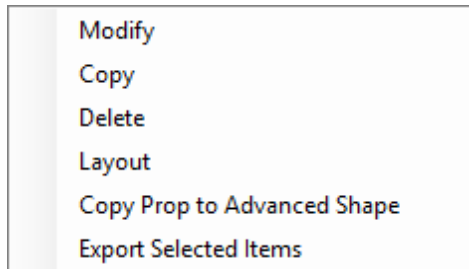 Modify
Copy
Delete
Layout
Copy Prop to Advanced Shape
Export Selected Items